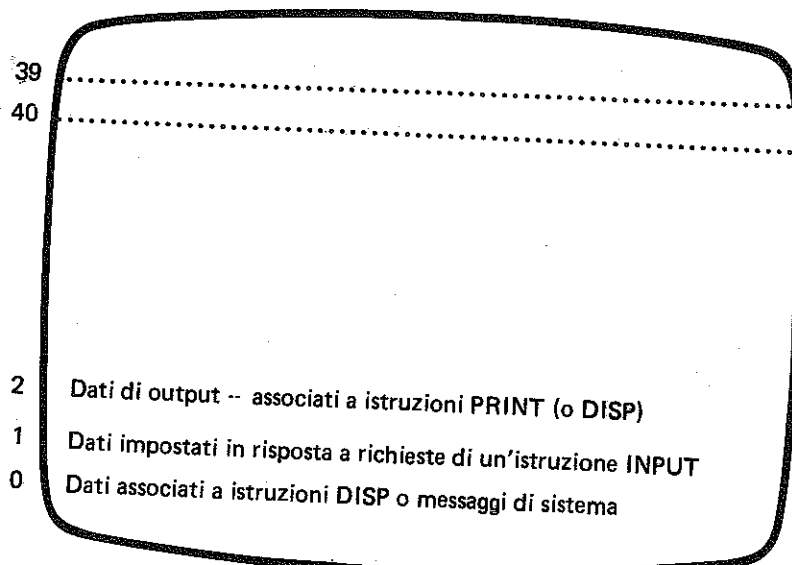 39 ........................................................................
40 ........................................................................
2 Dati di output -- associati a istruzioni PRINT (o DISP)
1 Dati impostati in risposta a richieste di un'istruzione INPUT
0 Dati associati a istruzioni DISP o messaggi di sistema